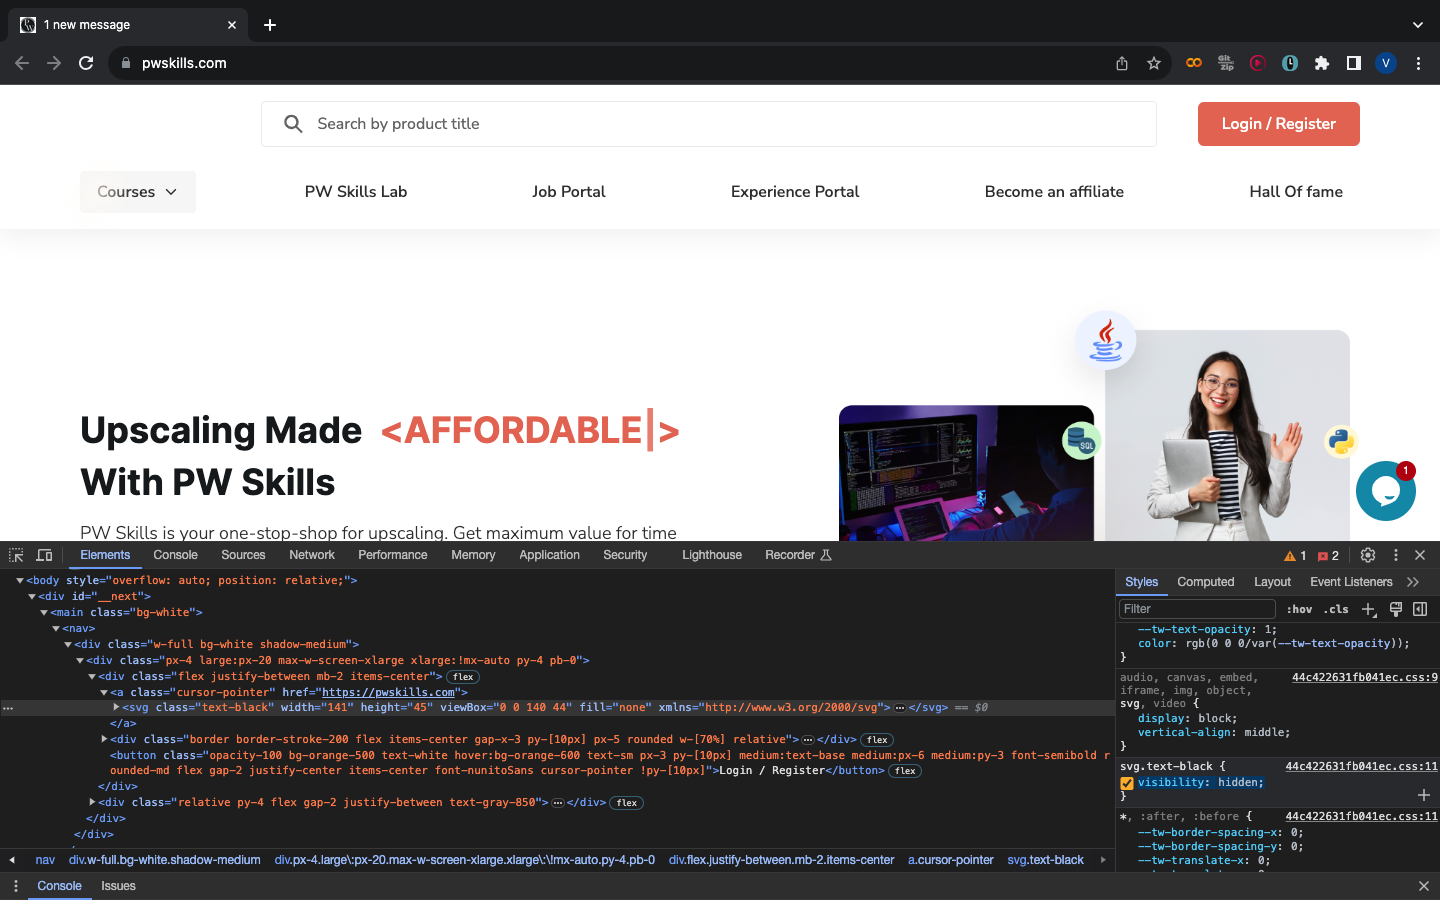 1 new message
pwskills.com
Git
Zip
V
Search by product title
Login / Register
Courses
PW Skills Lab
Job Portal
Experience Portal
Become an affiliate
Hall Of fame
Upscaling Made <AFFORDABLE|>
With PW Skills
PW Skills is your one-stop-shop for upscaling. Get maximum value for time
SQL
1
Elements Console Sources Network Performance Memory Application Security Lighthouse Recorder 1 2
<body style="overflow: auto; position: relative;">
<div id="__next">
<main class="bg-white">
<nav>
<div class="w-full bg-white shadow-medium">
<div class="px-4 large:px-20 max-w-screen-xlarge xlarge:!mx-auto py-4 pb-0">
<div class="flex justify-between mb-2 items-center"> flex
<a class="cursor-pointer" href="https://pwskills.com">
<svg class="text-black" width="141" height="45" viewBox="0 0 140 44" fill="none" xmlns="http://www.w3.org/2000/svg">…</svg> == $0
</a>
<div class="border border-stroke-200 flex items-center gap-x-3 py-[10px] px-5 rounded w-[70%] relative">…</div> flex
<button class="opacity-100 bg-orange-500 text-white hover:bg-orange-600 text-sm px-3 py-[10px] medium:text-base medium:px-6 medium:py-3 font-semibold r
ounded-md flex gap-2 justify-center items-center font-nunitoSans cursor-pointer !py-[10px]">Login / Register</button> flex
</div>
<div class="relative py-4 flex gap-2 justify-between text-gray-850">…</div> flex
</div>
</div>
nav div.w-full.bg-white.shadow-medium div.px-4.large\:px-20.max-w-screen-xlarge.xlarge\:\!mx-auto.py-4.pb-0 div.flex.justify-between.mb-2.items-center a.cursor-pointer svg.text-black
Styles Computed Layout Event Listeners
Filter :hov .cls
--tw-text-opacity: 1;
color: rgb(0 0 0/var(--tw-text-opacity));
}
audio, canvas, embed, 44c422631fb041ec.css:9
iframe, img, object,
svg, video {
display: block;
vertical-align: middle;
}
svg.text-black { 44c422631fb041ec.css:11
visibility: hidden;
}
*, :after, :before { 44c422631fb041ec.css:11
--tw-border-spacing-x: 0;
--tw-border-spacing-y: 0;
--tw-translate-x: 0;
Console Issues